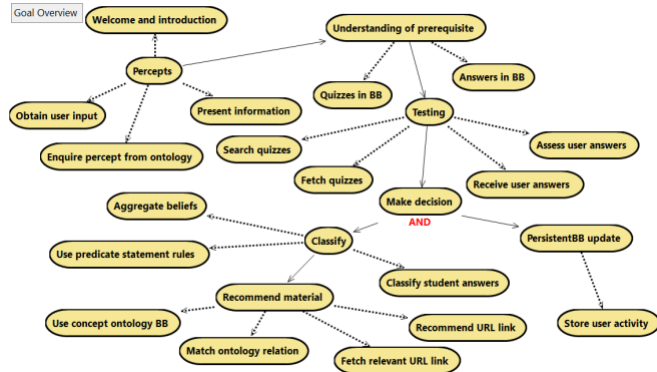 Goal Overview
Welcome and introduction
Understanding of prerequisite
Percepts
Answers in BB
Quizzes in BB
Obtain user input
Present information
Testing
Search quizzes
Assess user answers
Enquire percept from ontology
Fetch quizzes
Receive user answers
Make decision
Aggregate beliefs
AND
Classify
PersistentBB update
Use predicate statement rules
Classify student answers
Recommend material
Use concept ontology BB
Recommend URL link
Store user activity
Match ontology relation
Fetch relevant URL link